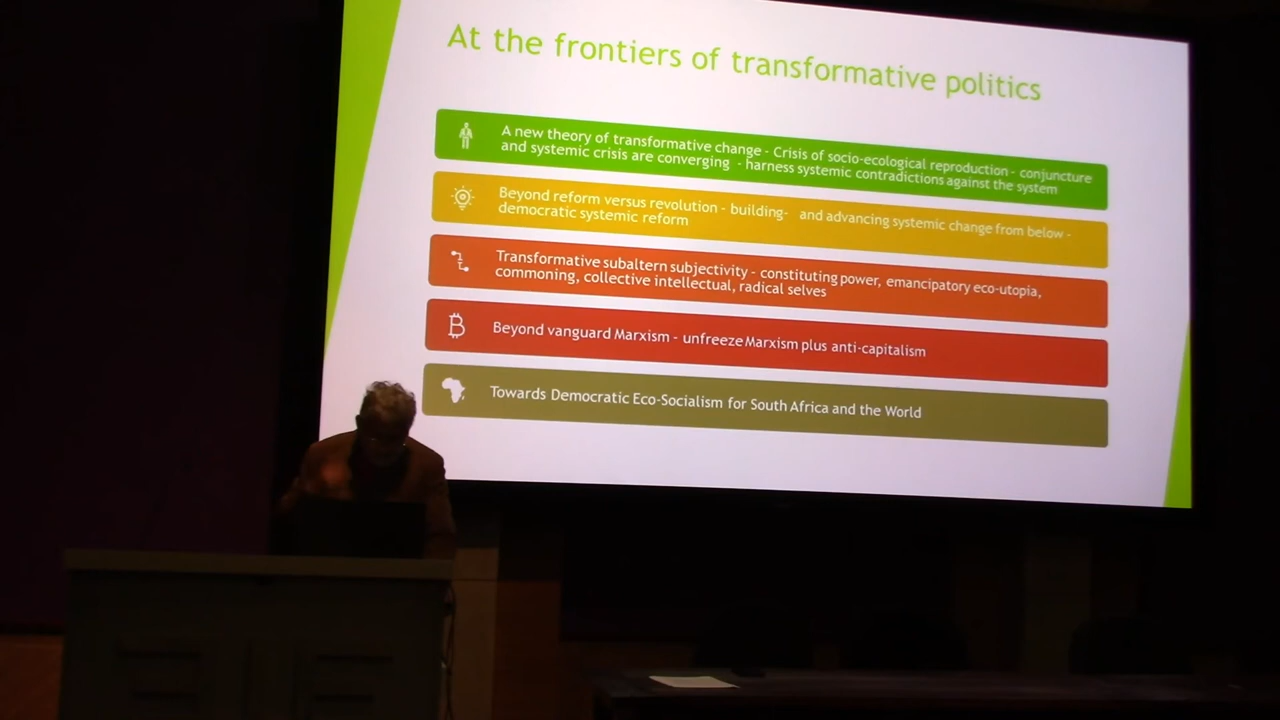 At the frontiers of transformative politics
A new theory of transformative change - Crisis of socio-ecological reproduction - conjuncture
and systemic crisis are converging - harness systemic contradictions against the system
Beyond reform versus revolution - building- and advancing systemic change from below -
democratic systemic reform
Transformative subaltern subjectivity - constituting power, emancipatory eco-utopia,
commoning, collective intellectual, radical selves
Beyond vanguard Marxism - unfreeze Marxism plus anti-capitalism
Towards Democratic Eco-Socialism for South Africa and the World